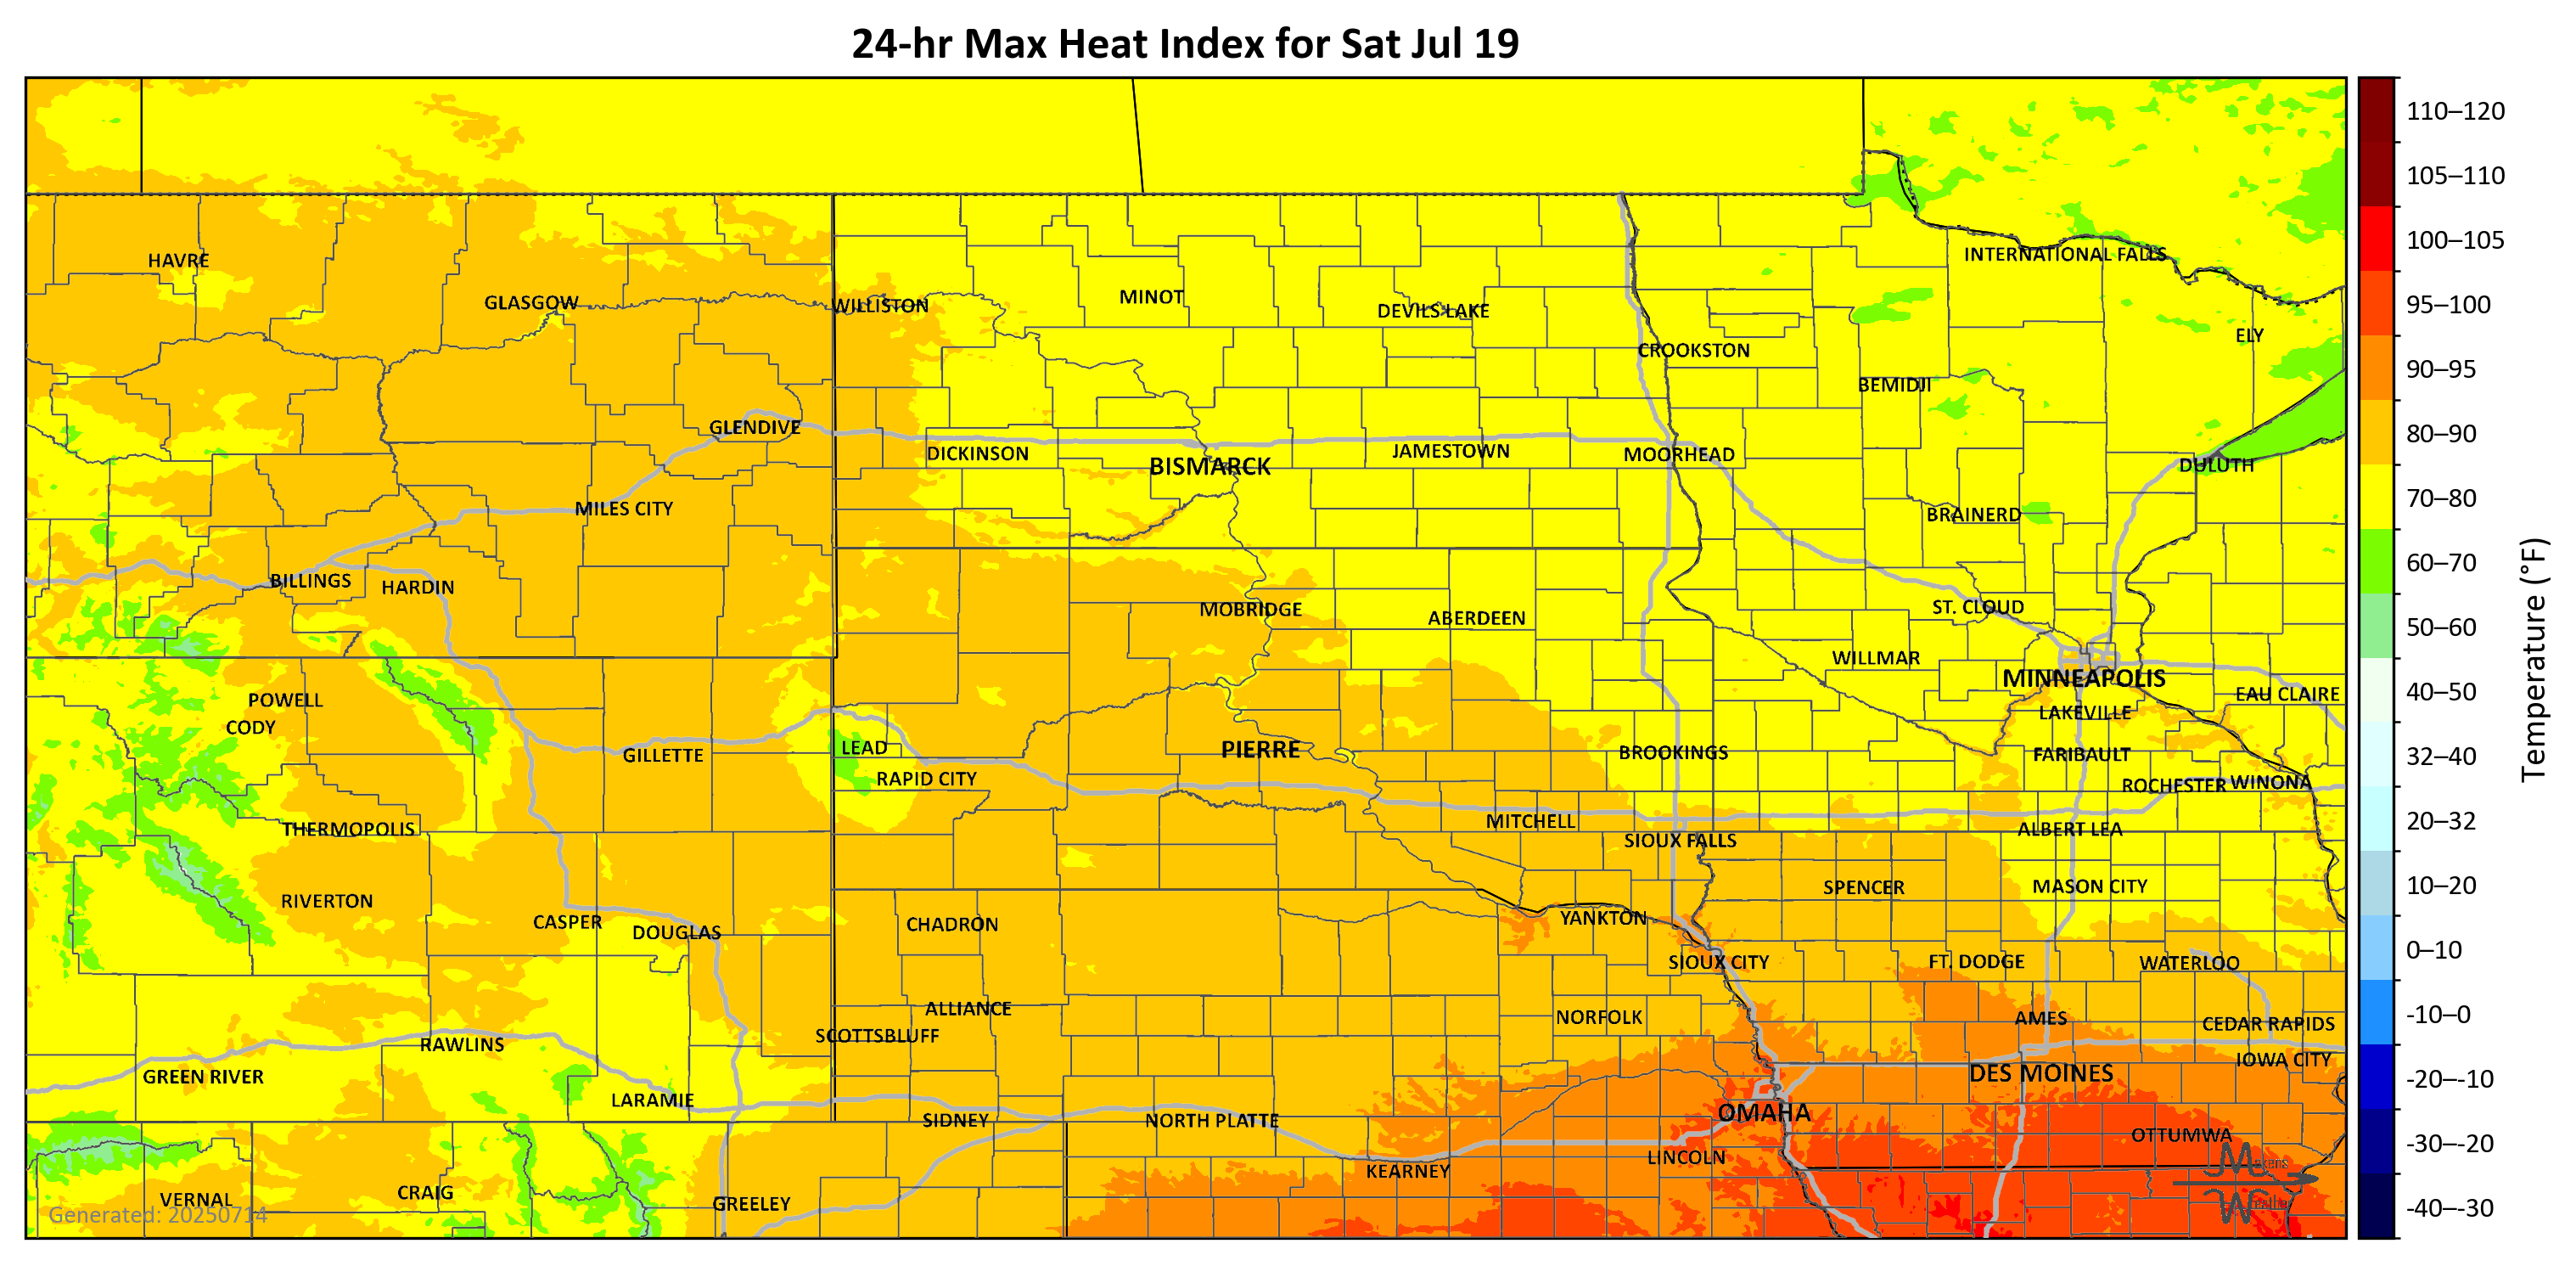 24-hr Max Heat Index for Sat Jul 19
HAVRE
GLASGOW
WILLISTON
MINOT
DEVILS LAKE
CROOKSTON
INTERNATIONAL FALLS
ELY
BEMIDJI
GLENDIVE
DICKINSON
BISMARCK
JAMESTOWN
MOORHEAD
DULUTH
MILES CITY
BRAINERD
BILLINGS
HARDIN
MOBRIDGE
ABERDEEN
ST. CLOUD
WILLMAR
MINNEAPOLIS
EAU CLAIRE
POWELL
CODY
LAKEVILLE
GILLETTE
LEAD
PIERRE
BROOKINGS
FARIBAULT
RAPID CITY
ROCHESTER
WINONA
THERMOPOLIS
MITCHELL
ALBERT LEA
SIOUX FALLS
RIVERTON
SPENCER
MASON CITY
CASPER
DOUGLAS
CHADRON
YANKTON
SIOUX CITY
FT. DODGE
WATERLOO
ALLIANCE
NORFOLK
AMES
CEDAR RAPIDS
SCOTTSBLUFF
RAWLINS
IOWA CITY
GREEN RIVER
DES MOINES
LARAMIE
SIDNEY
NORTH PLATTE
OMAHA
OTTUMWA
LINCOLN
KEARNEY
VERNAL
CRAIG
GREELEY
Generated: 20250714
110–120
105–110
100–105
95–100
90–95
80–90
70–80
60–70
50–60
40–50
32–40
20–32
10–20
0–10
-10–0
-20–-10
-30–-20
-40–-30
Temperature (°F)